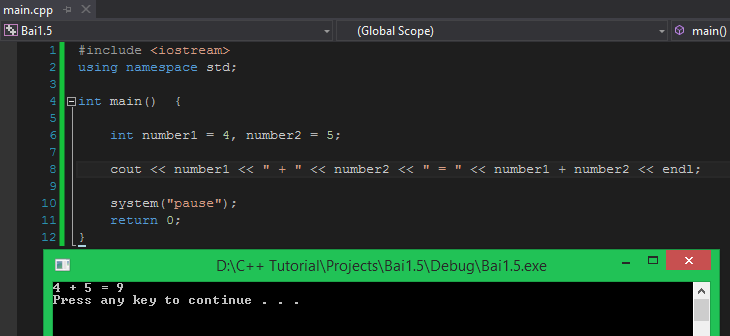 main.cpp
Bai1.5 (Global Scope) main()
1 #include <iostream>
2 using namespace std;
3
4 int main() {
5
6 int number1 = 4, number2 = 5;
7
8 cout << number1 << " + " << number2 << " = " << number1 + number2 << endl;
9
10 system("pause");
11 return 0;
12 }
D:\C++ Tutorial\Projects\Bai1.5\Debug\Bai1.5.exe
4 + 5 = 9
Press any key to continue . . .